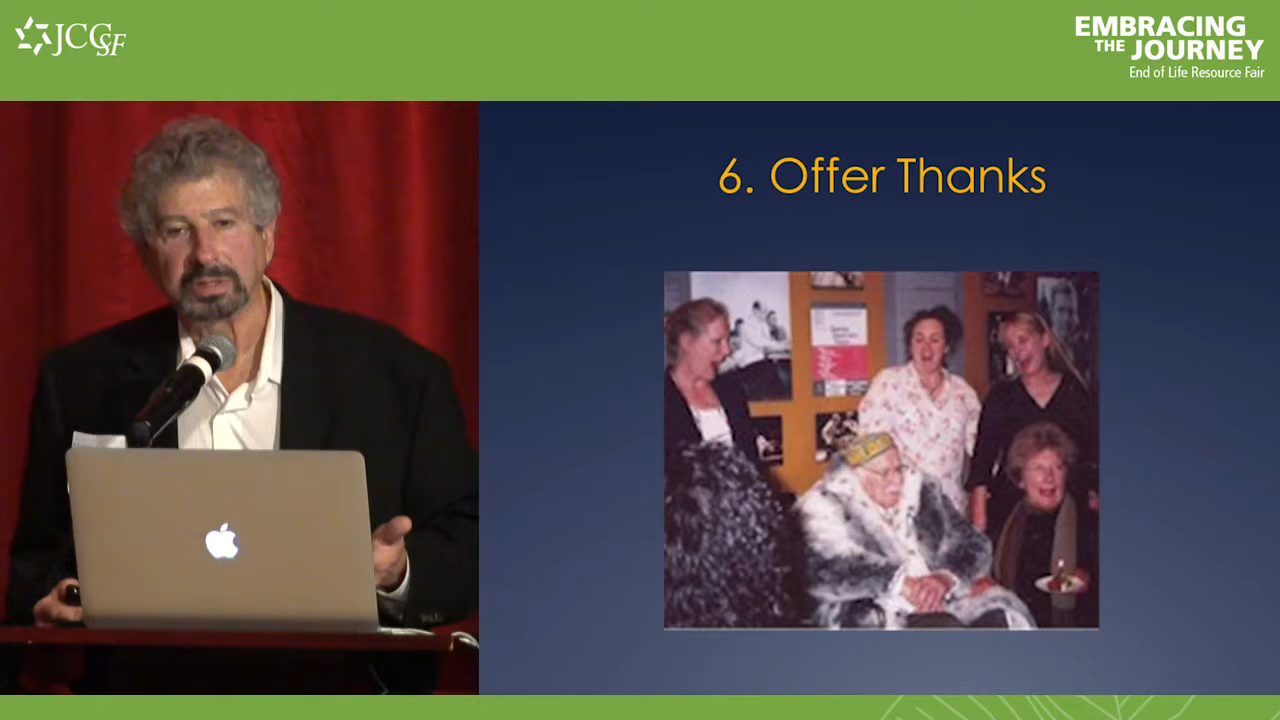 JCCSF
EMBRACING
THE JOURNEY
End of Life Resource Fair
6. Offer Thanks